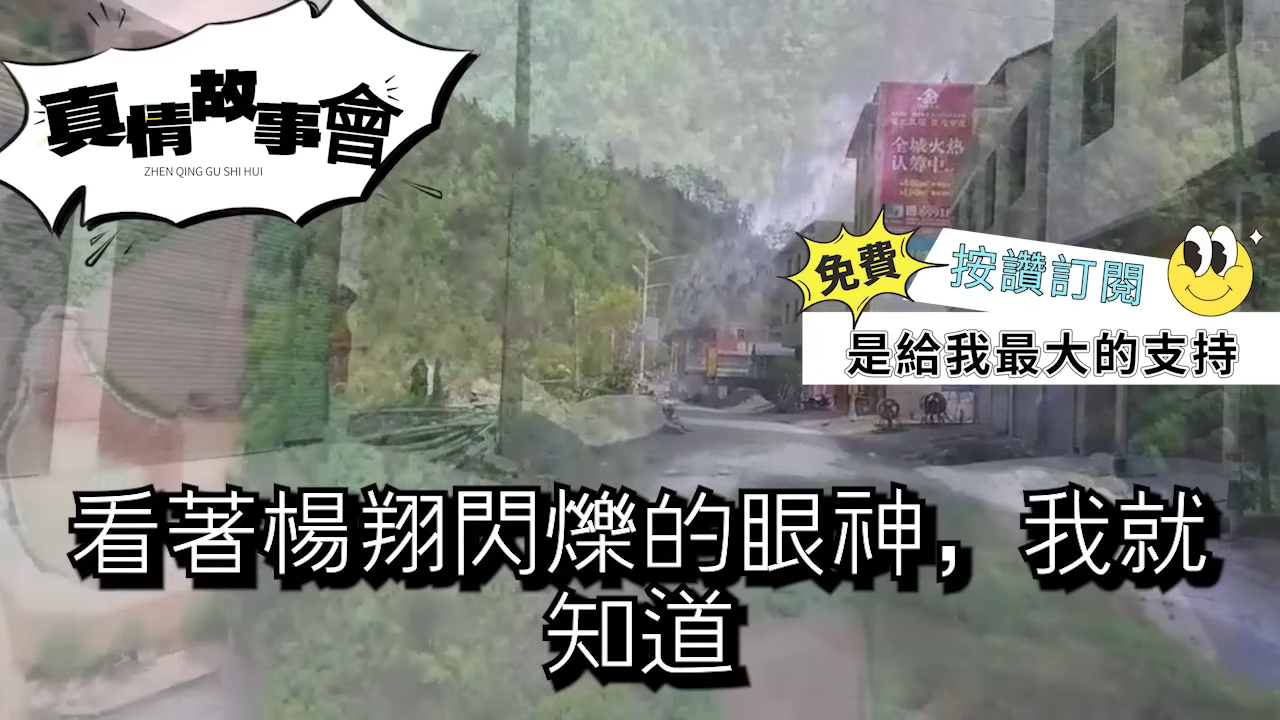 真情故事會
ZHEN QING GU SHI HUI
全城火热
认筹中..
免費
按讚訂閱
是給我最大的支持
看著楊翔閃爍的眼神，我就
知道